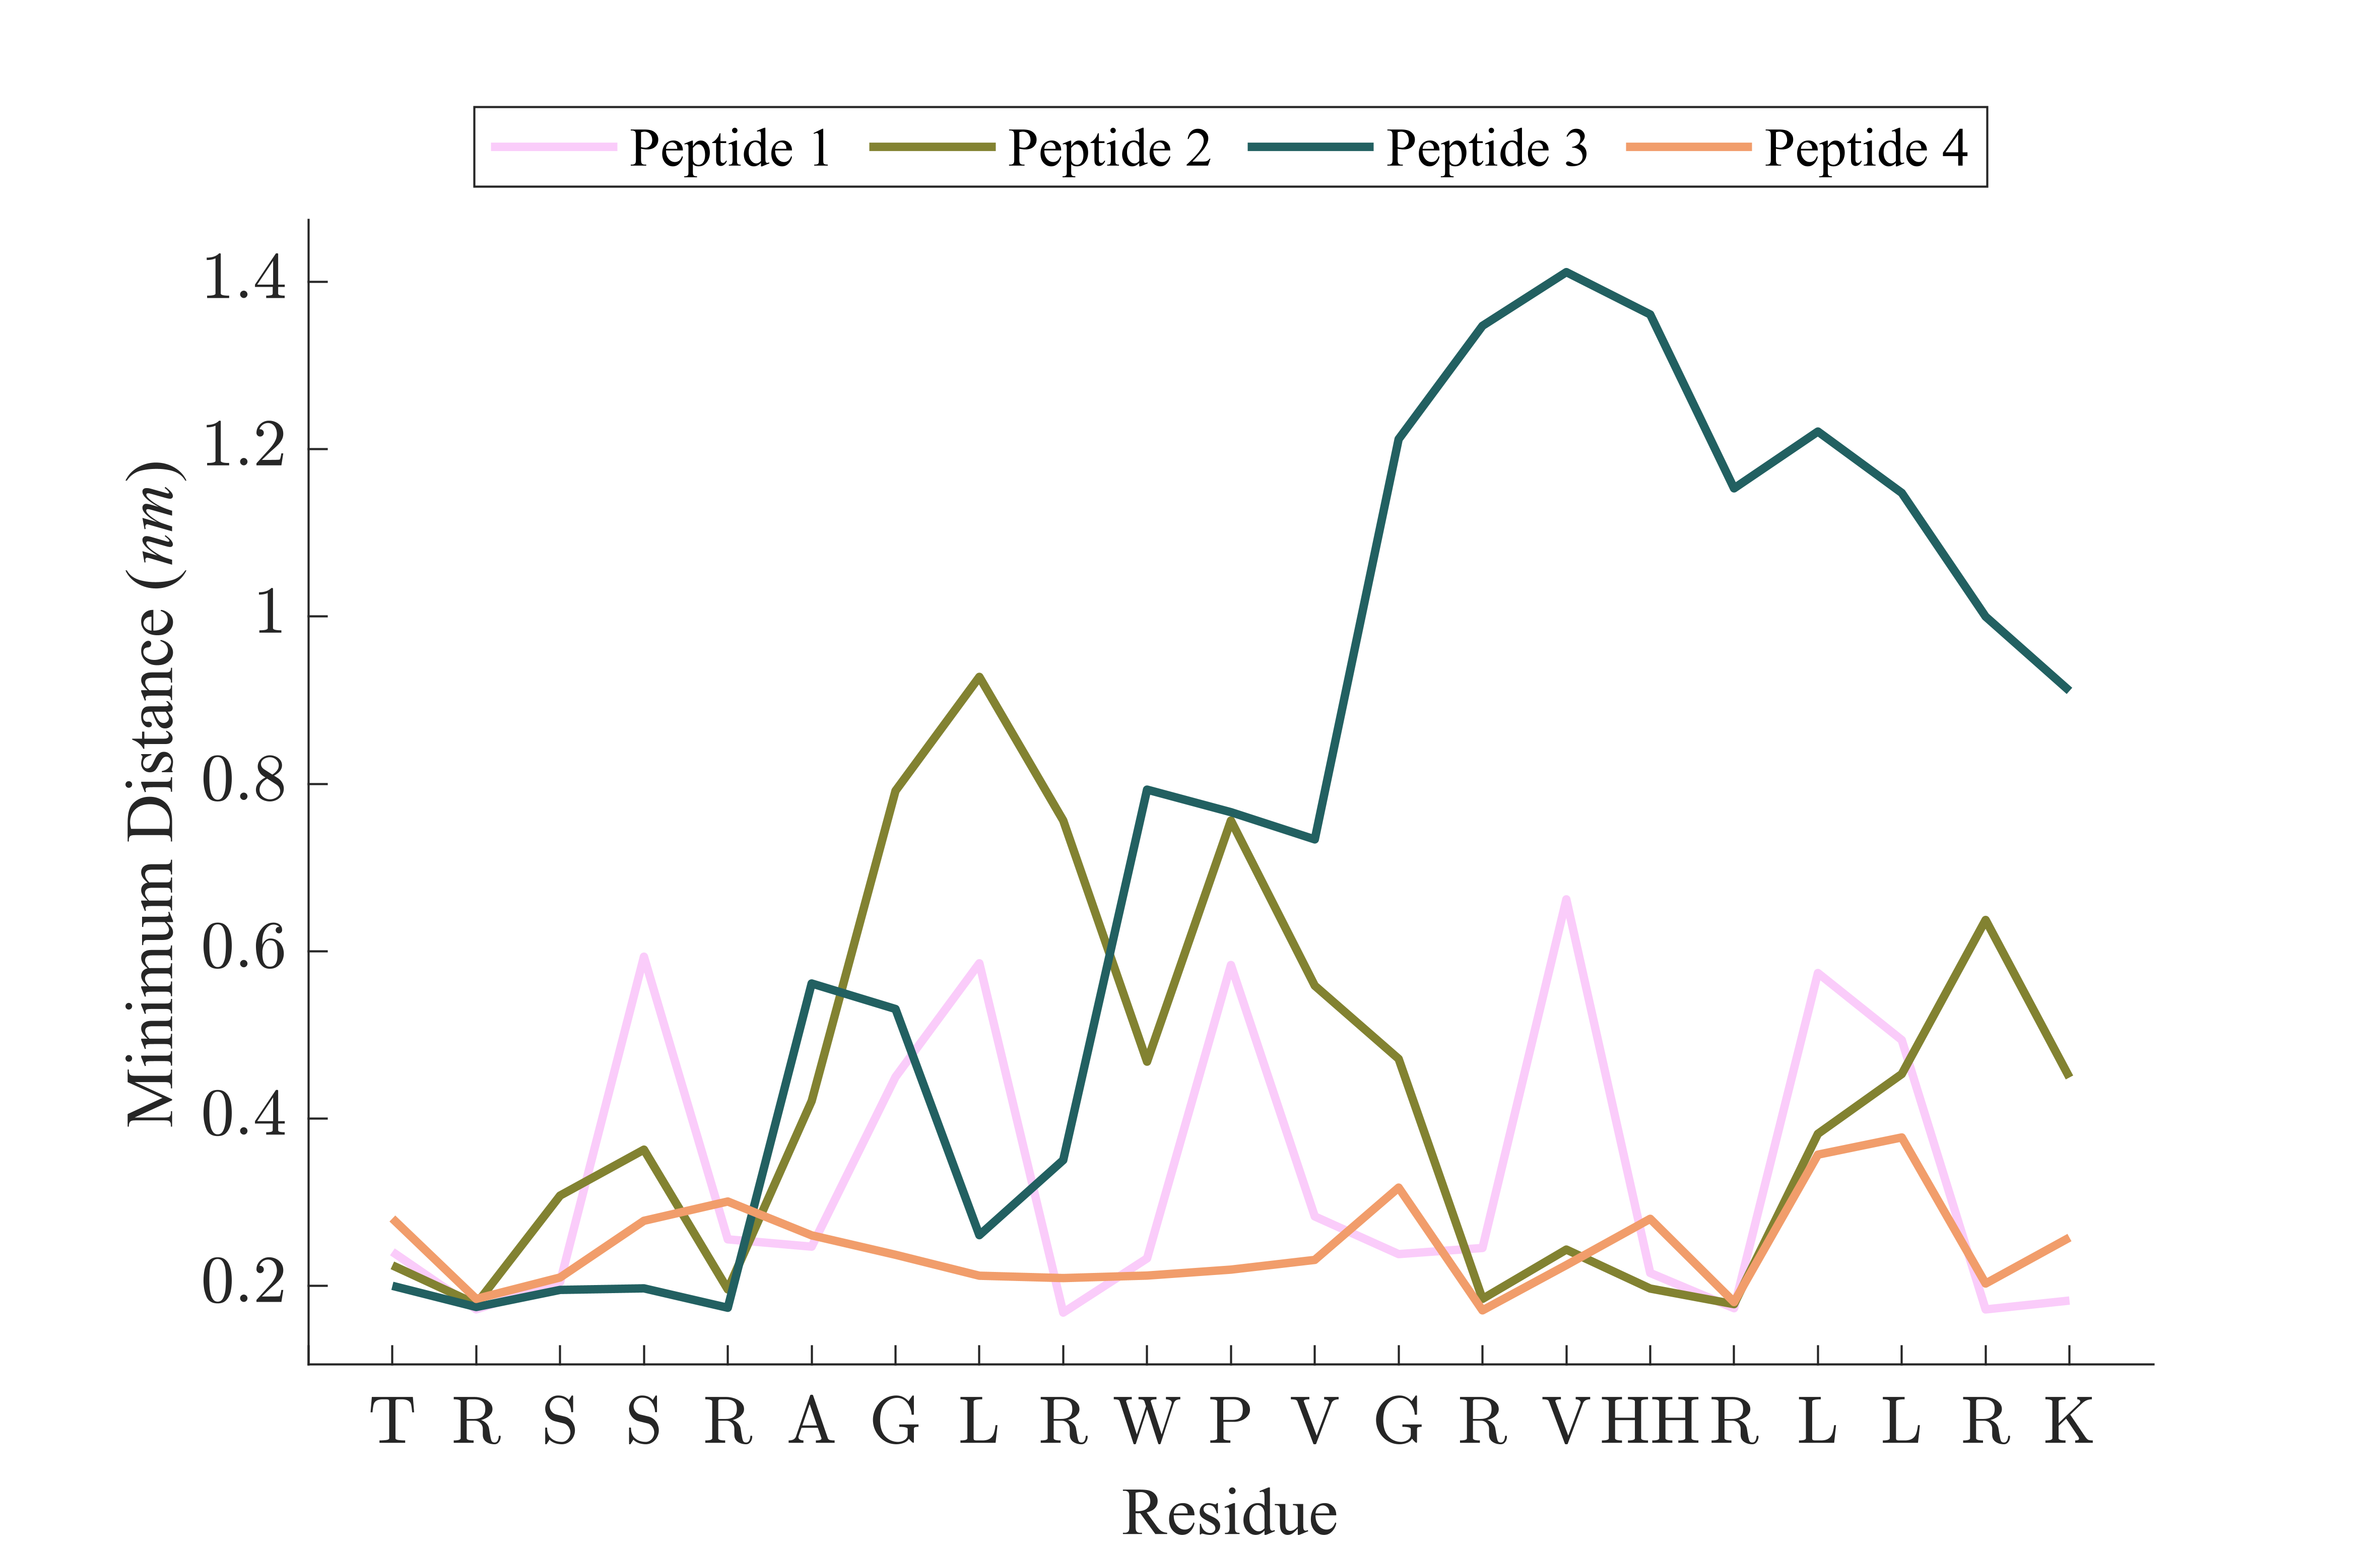 Peptide 1 Peptide 2 Peptide 3 Peptide 4
1.4
1.2
1
0.8
0.6
0.4
0.2
Minimum Distance (nm)
T R S S R A G L R W P V G R V HHH R L L R K
Residue